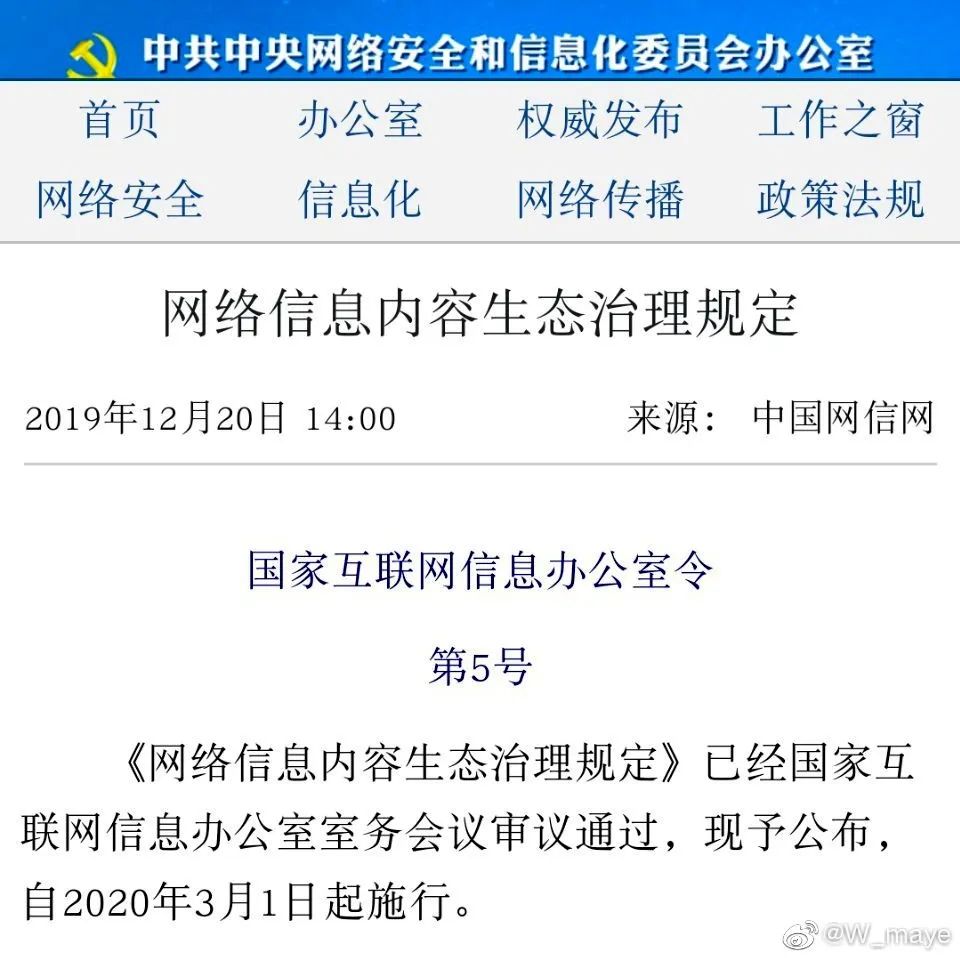 中共中央网络安全和信息化委员会办公室
首页 办公室 权威发布 工作之窗
网络安全 信息化 网络传播 政策法规
网络信息内容生态治理规定
2019年12月20日 14:00 来源： 中国网信网
国家互联网信息办公室令
第5号
《网络信息内容生态治理规定》已经国家互
联网信息办公室室务会议审议通过，现予公布，
自2020年3月1日起施行。
@W_maye